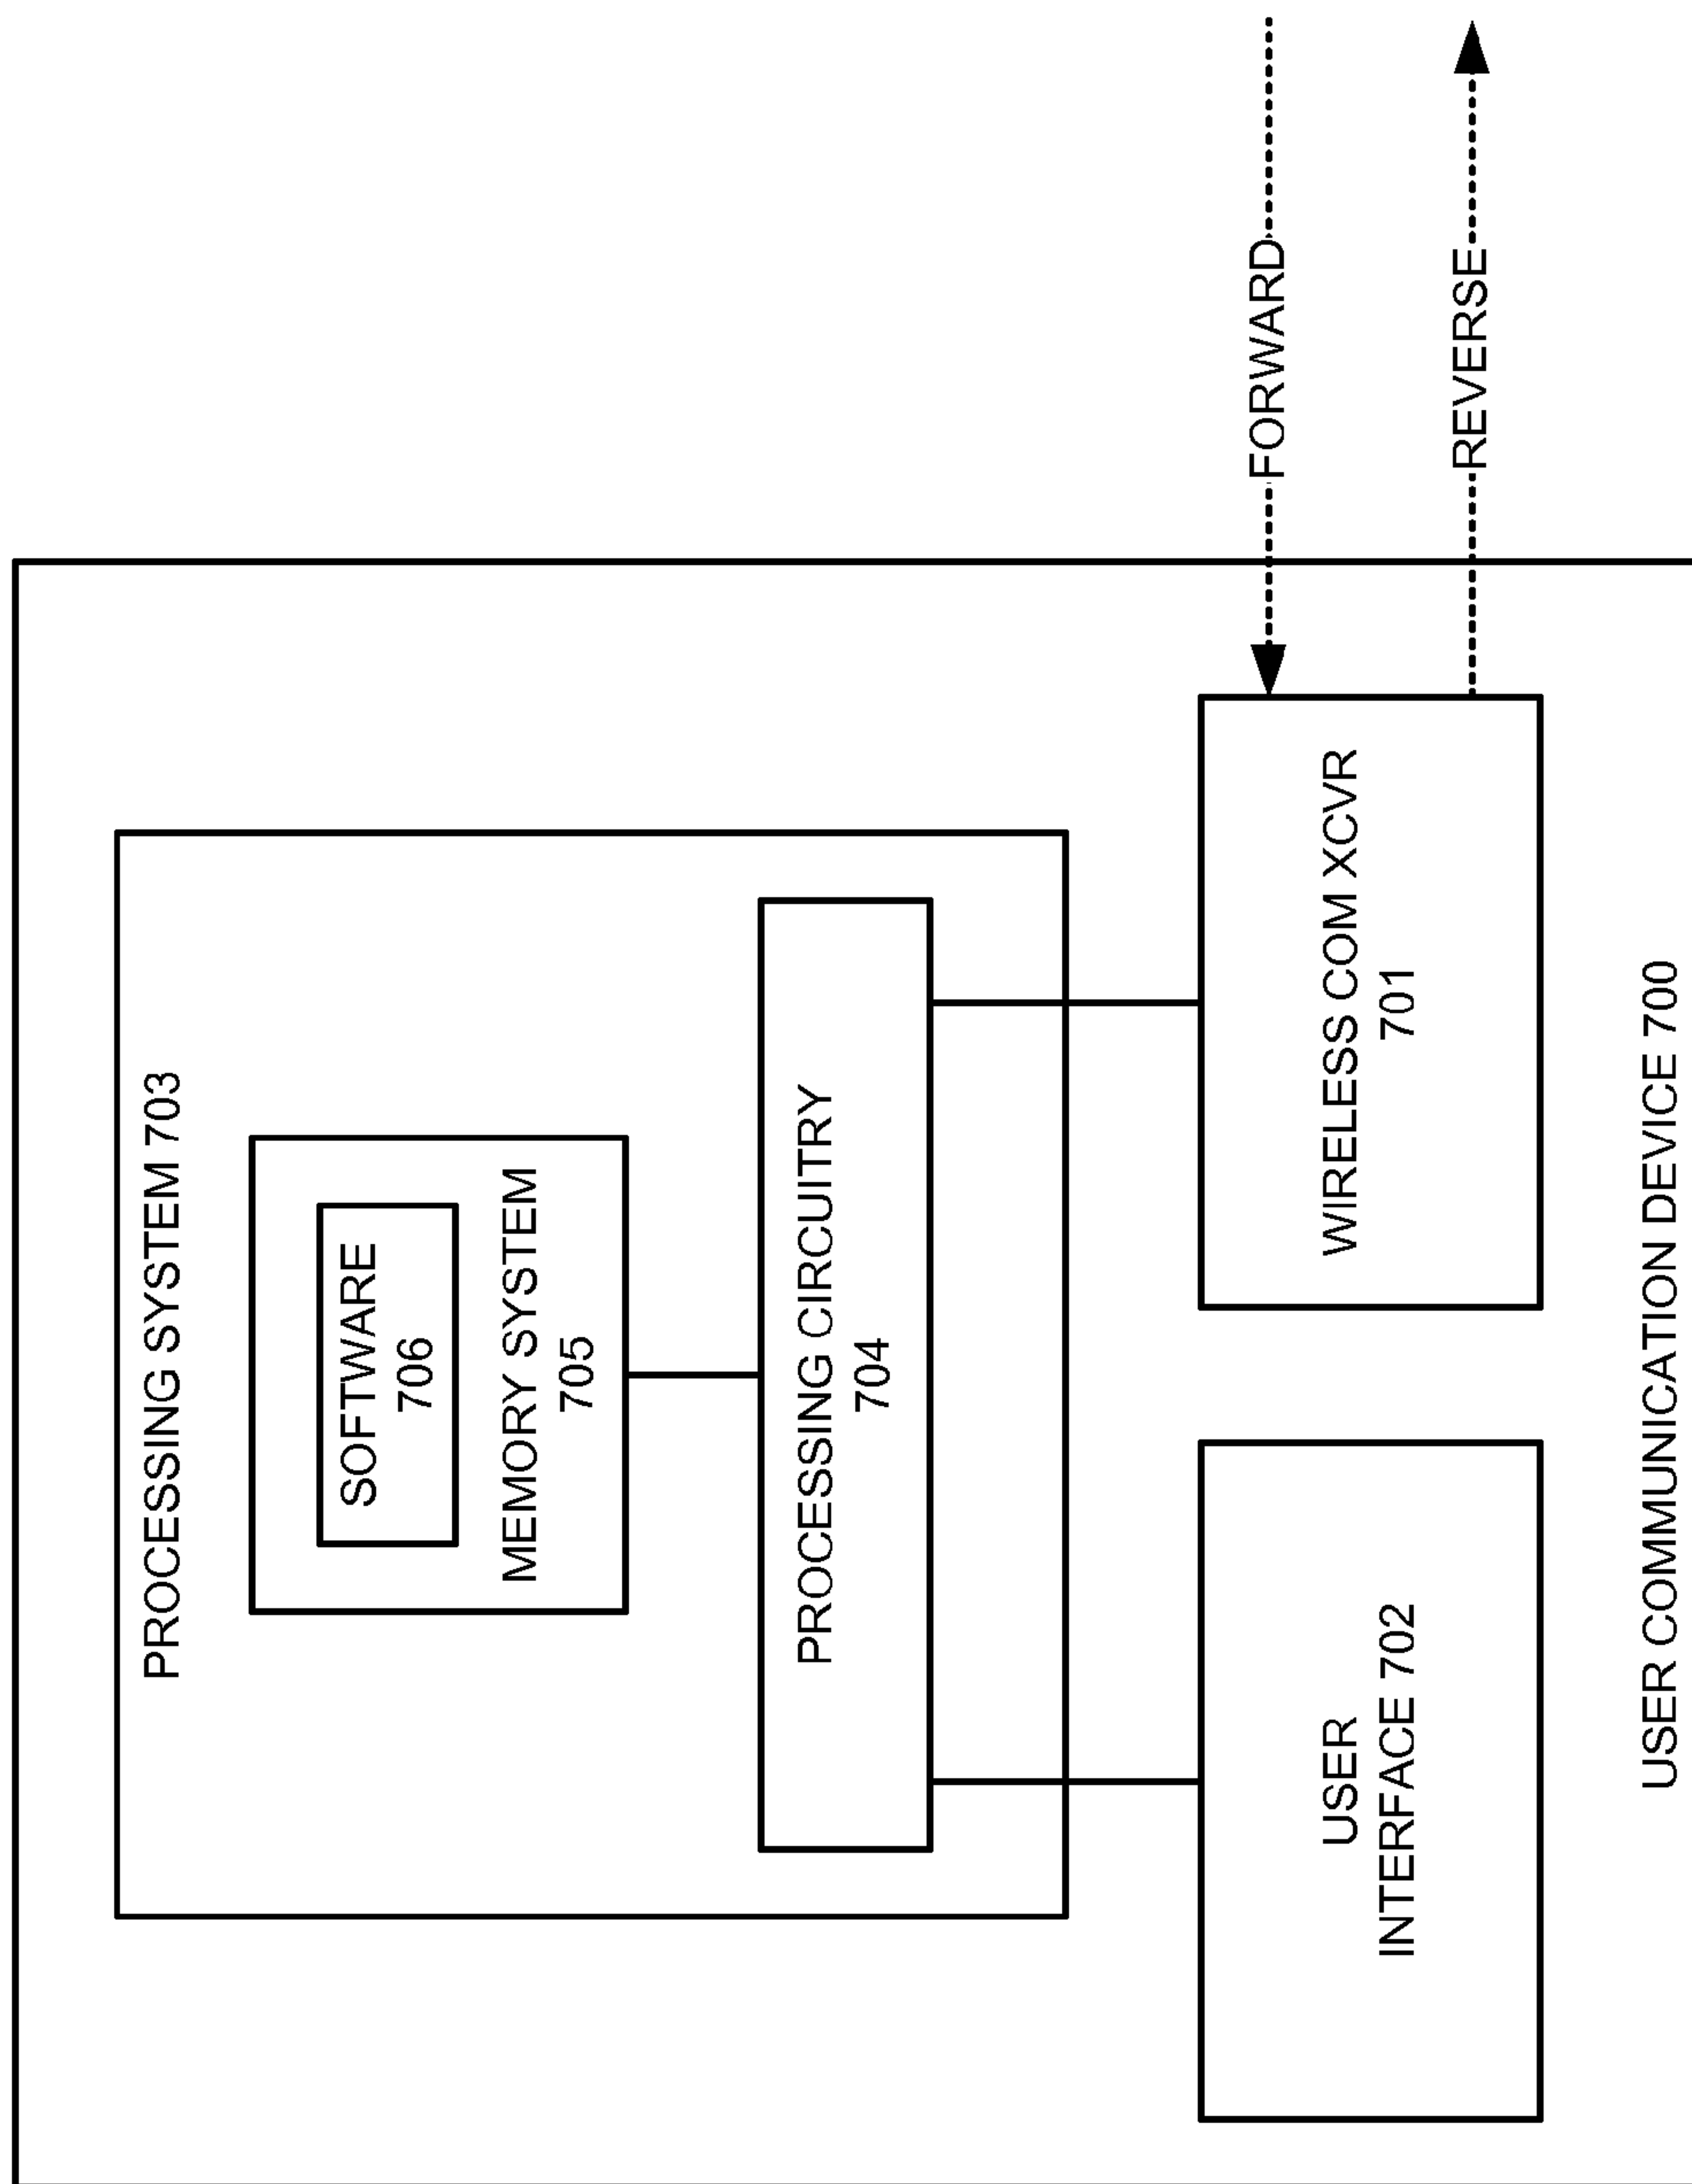 PROCESSING SYSTEM 703
SOFTWARE
706
MEMORY SYSTEM
705
PROCESSING CIRCUITRY
704
USER
INTERFACE 702
WIRELESS COM XCVR
701
FORWARD
REVERSE
USER COMMUNICATION DEVICE 700